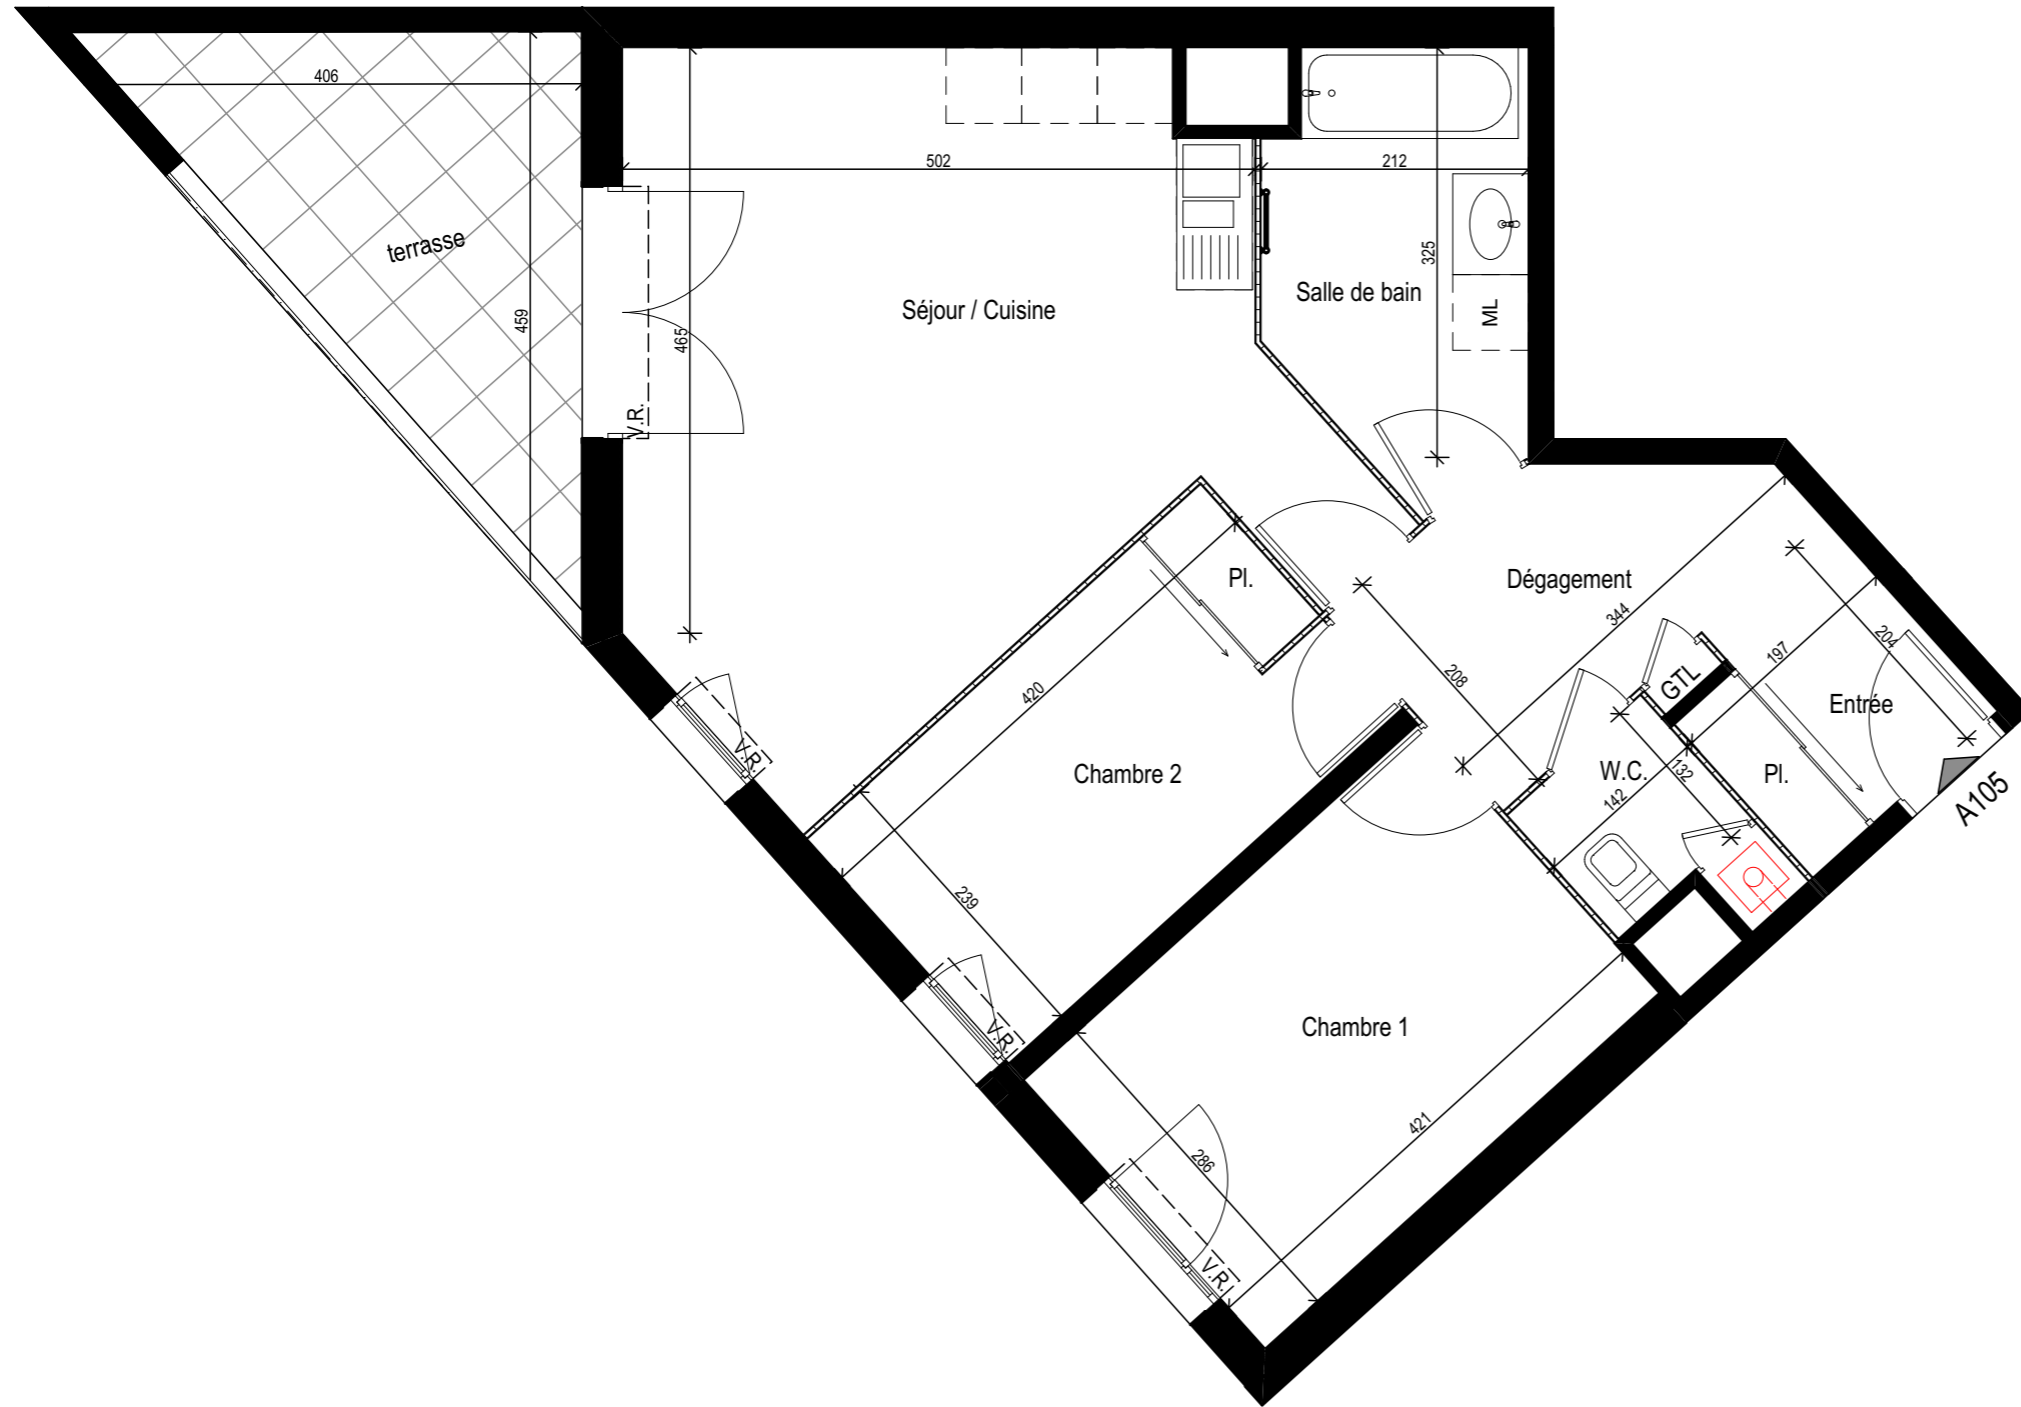 406
502
212
459
465
325
terrasse
Séjour / Cuisine
Salle de bain
ML
V.R.
Pl.
Dégagement
344
204
197
208
GTL
Entrée
420
Chambre 2
W.C.
132
142
Pl.
A105
V.R.
239
V.R.
Chambre 1
421
286
V.R.